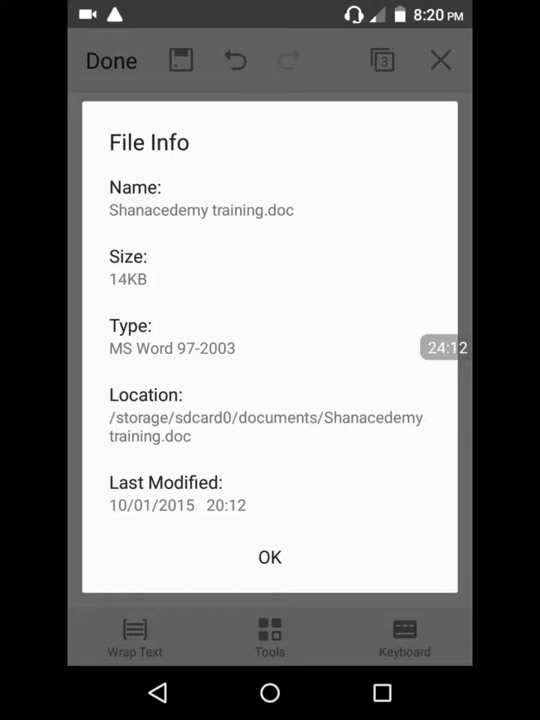 8:20 PM
Done
3
File Info
Name:
Shanacedemy training.doc
Size:
14KB
Type:
MS Word 97-2003
24:12
Location:
/storage/sdcard0/documents/Shanacedemy
training.doc
Last Modified:
10/01/2015 20:12
OK
Wrap Text
Tools
Keyboard